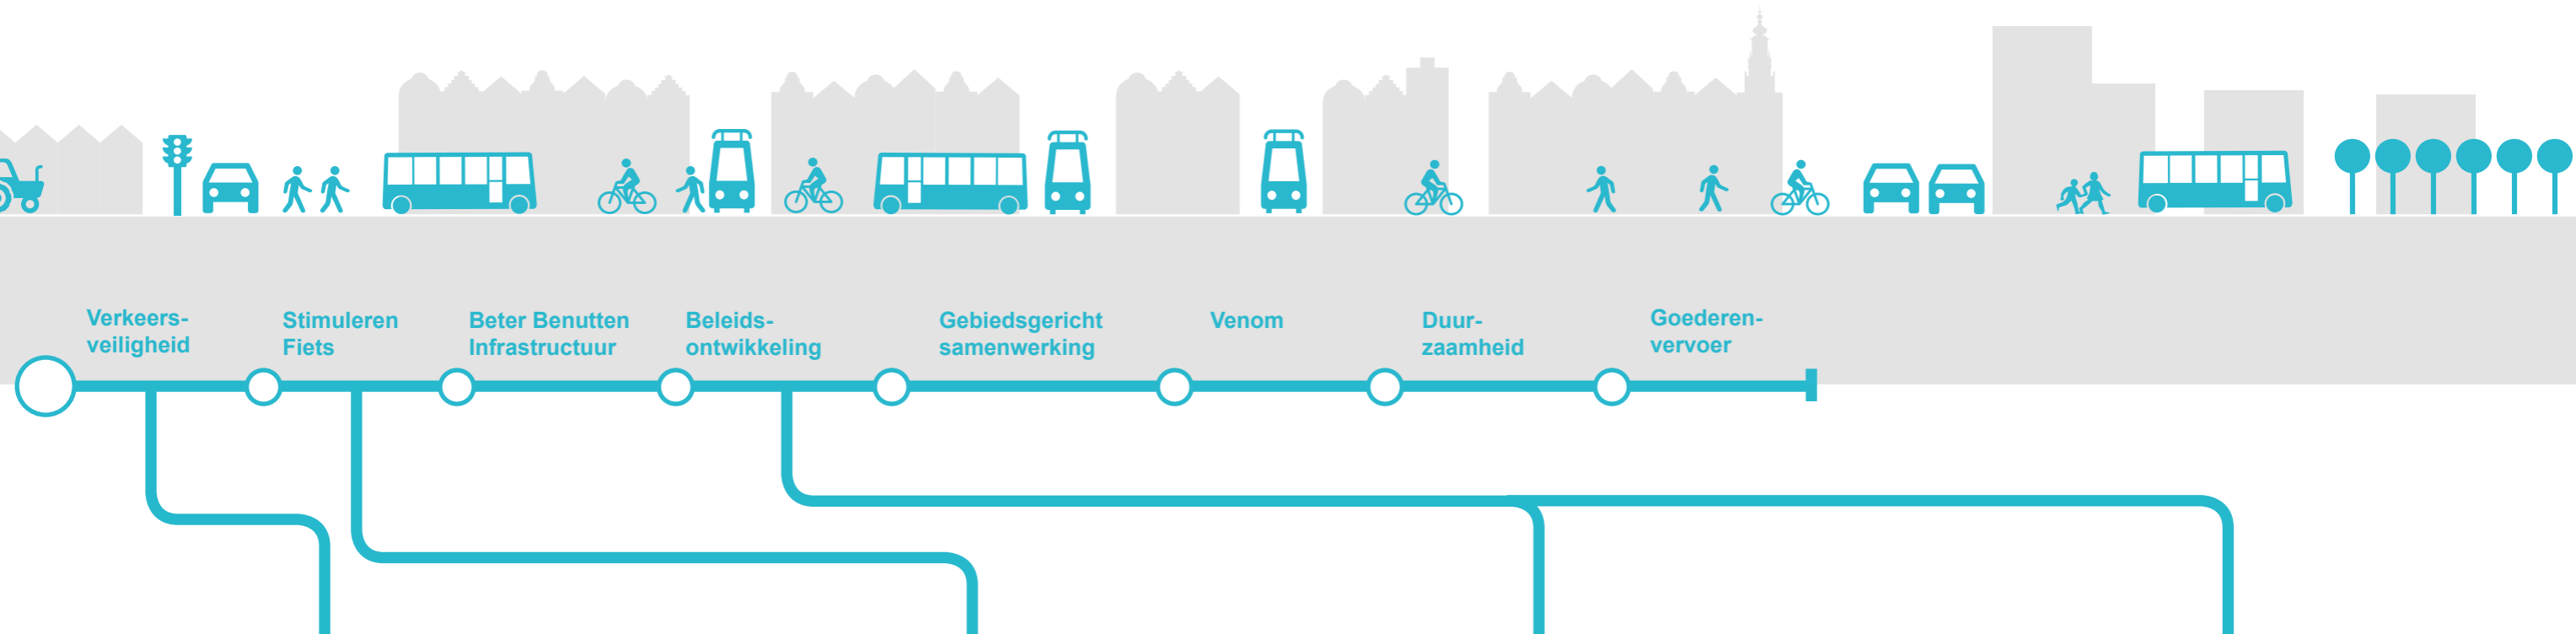 Verkeers-
veiligheid
Stimuleren
Fiets
Beter Benutten
Infrastructuur
Beleids-
ontwikkeling
Gebiedsgericht
samenwerking
Venom
Duur-
zaamheid
Goederen-
vervoer